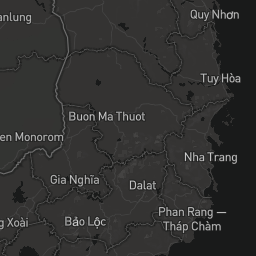 Quy Nhơn
anlung
Tuy Hòa
Buon Ma Thuot
en Monorom
Nha Trang
Gia Nghĩa
Dalat
Phan Rang —
Tháp Chàm
Bảo Lộc
g Xoài